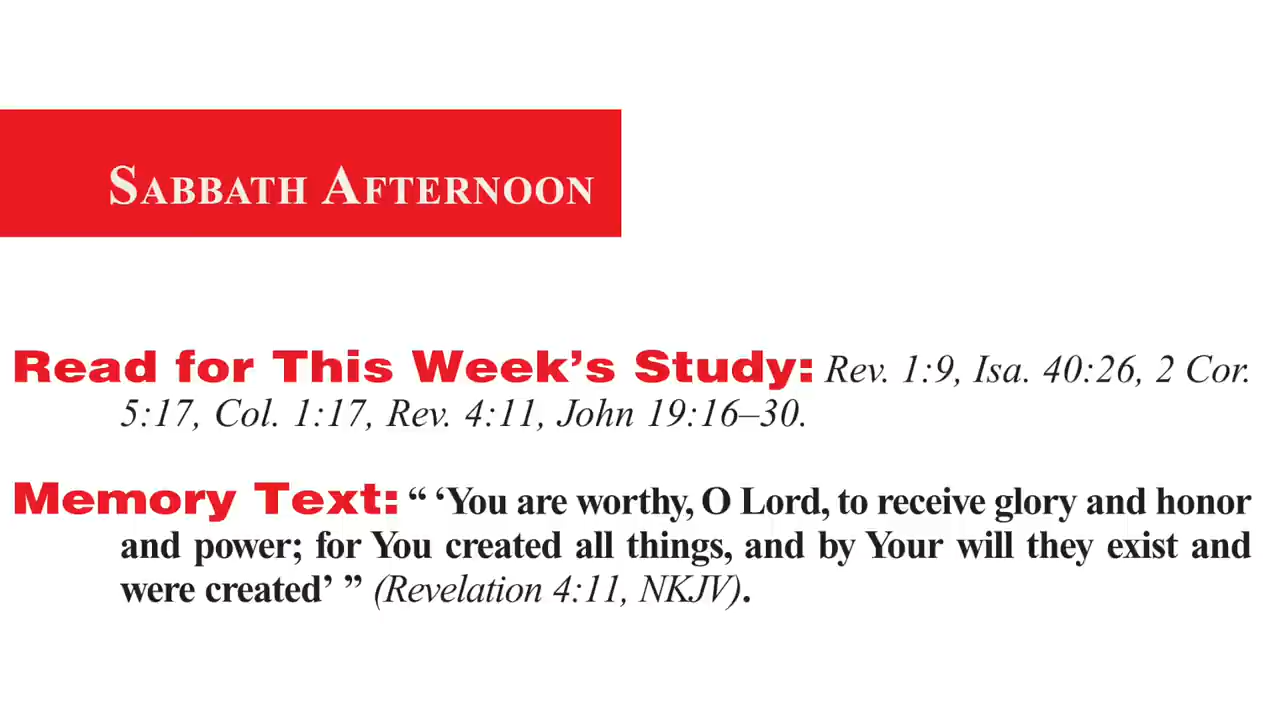 SABBATH AFTERNOON
Read for This Week’s Study: Rev. 1:9, Isa. 40:26, 2 Cor.
5:17, Col. 1:17, Rev. 4:11, John 19:16–30.
Memory Text: “ ‘You are worthy, O Lord, to receive glory and honor
and power; for You created all things, and by Your will they exist and
were created’ ” (Revelation 4:11, NKJV).